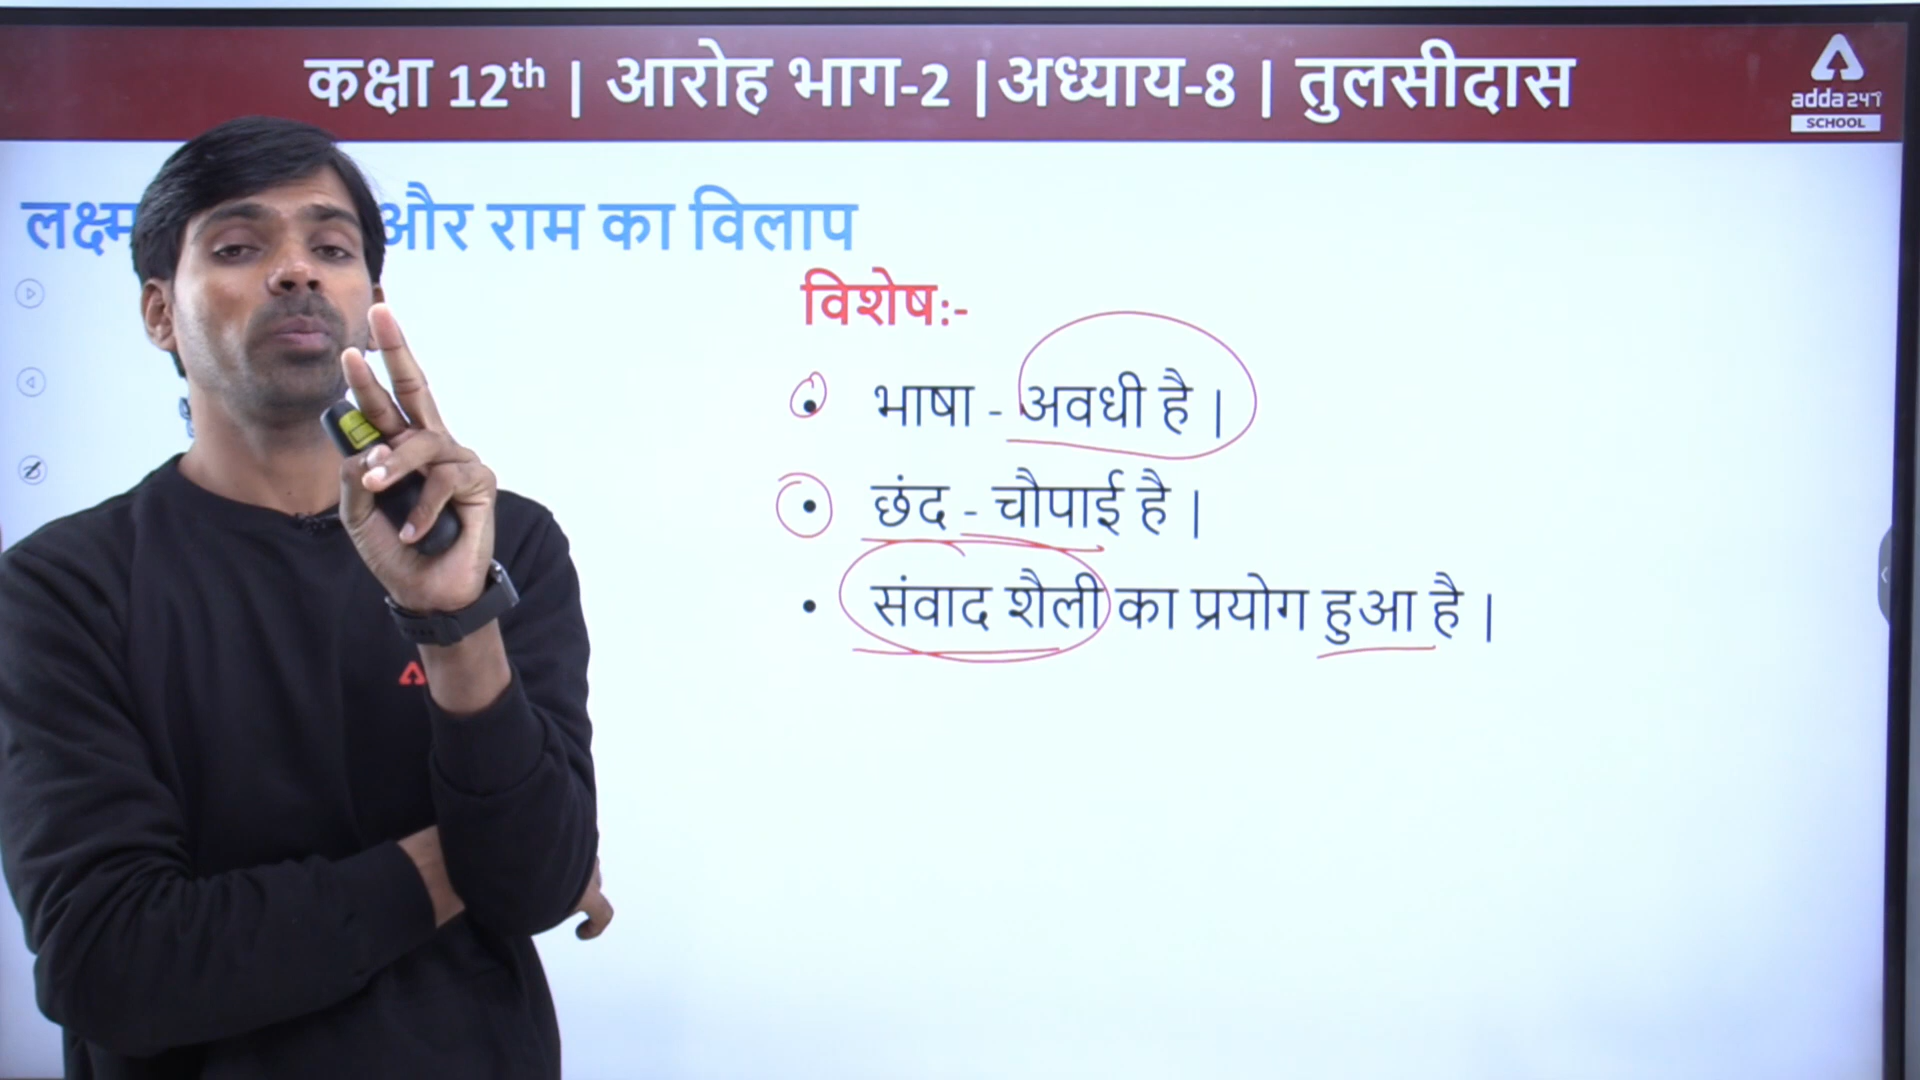 कक्षा 12th | आरोह भाग-2 |अध्याय-8 | तुलसीदास
adda247
SCHOOL
और राम का विलाप
विशेष:-
• भाषा - अवधी है |
• छंद - चौपाई है |
• संवाद शैली का प्रयोग हुआ है |